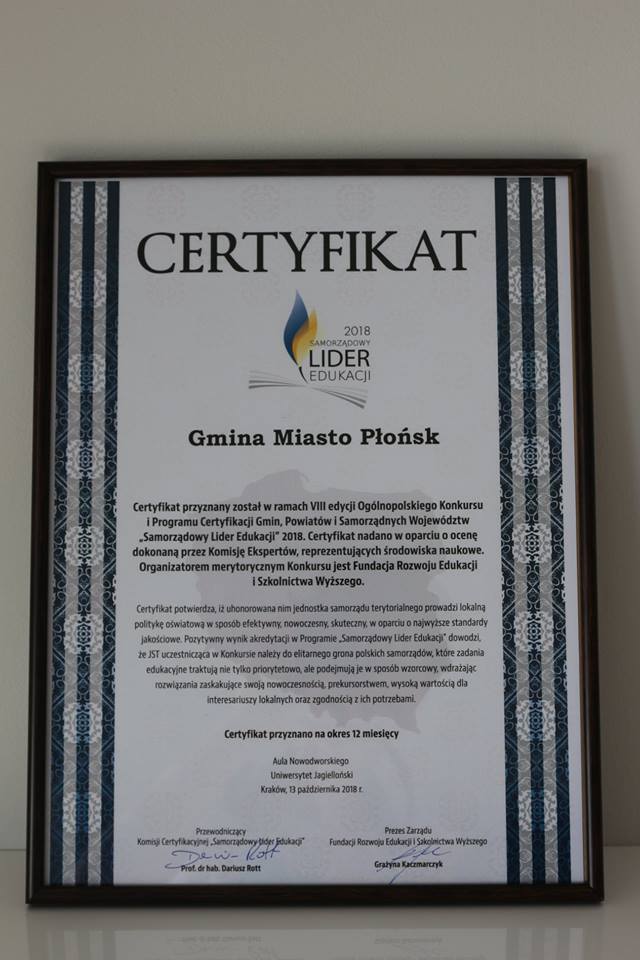 CERTYFIKAT
2018
SAMORZĄDOWY
LIDER
EDUKACJI
Gmina Miasto Płońsk
Certyfikat przyznany został w ramach VIII edycji Ogólnopolskiego Konkursu
i Programu Certyfikacji Gmin, Powiatów i Samorządnych Województw
„Samorządowy Lider Edukacji” 2018. Certyfikat nadano w oparciu o ocenę
dokonaną przez Komisję Ekspertów, reprezentujących środowiska naukowe.
Organizatorem merytorycznym Konkursu jest Fundacja Rozwoju Edukacji
i Szkolnictwa Wyższego.
Certyfikat potwierdza, iż uhonorowana nim jednostka samorządu terytorialnego prowadzi lokalną
politykę oświatową w sposób efektywny, nowoczesny, skuteczny, w oparciu o najwyższe standardy
jakościowe. Pozytywny wynik akredytacji w Programie „Samorządowy Lider Edukacji” dowodzi,
że JST uczestnicząca w Konkursie należy do elitarnego grona polskich samorządów, które zadania
edukacyjne traktują nie tylko priorytetowo, ale podejmują je w sposób wzorcowy, wdrażając
rozwiązania zaskakujące swoją nowoczesnością, prekursorstwem, wysoką wartością dla
interesariuszy lokalnych oraz zgodnością z ich potrzebami.
Certyfikat przyznano na okres 12 miesięcy
Aula Nowodworskiego
Uniwersytet Jagielloński
Kraków, 13 października 2018 r.
Przewodniczący
Komisji Certyfikacyjnej „Samorządowy Lider Edukacji”
Prof. dr hab. Dariusz Rott
Prezes Zarządu
Fundacji Rozwoju Edukacji i Szkolnictwa Wyższego
Grażyna Kaczmarczyk